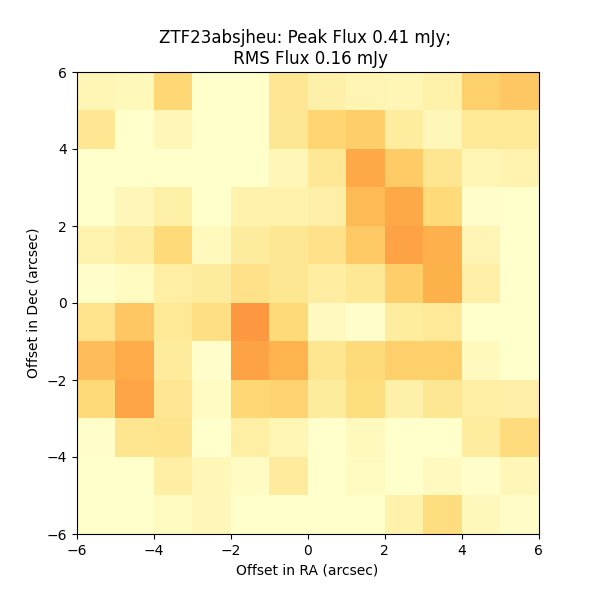 ZTF23absjheu: Peak Flux 0.41 mJy;
RMS Flux 0.16 mJy
6
4
2
0
−2
−4
−6
Offset in Dec (arcsec)
−6 −4 −2 0 2 4 6
Offset in RA (arcsec)